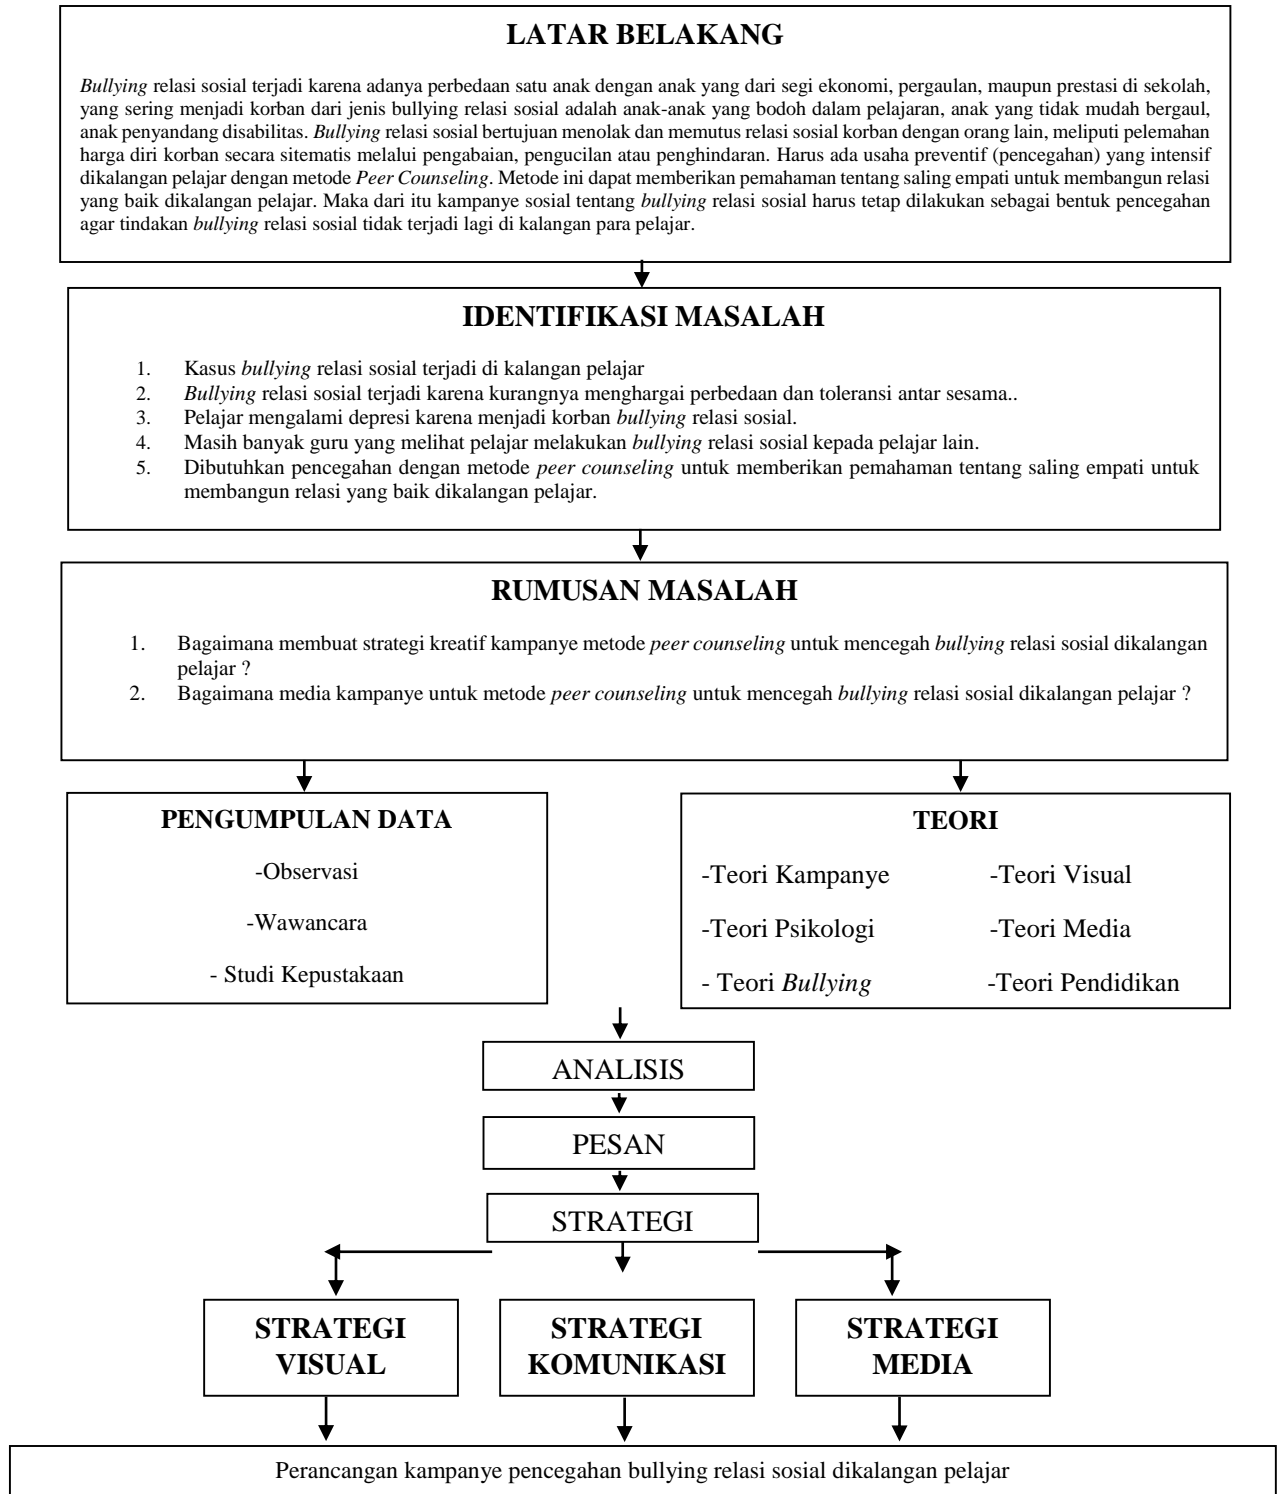 LATAR BELAKANG
Bullying relasi sosial terjadi karena adanya perbedaan satu anak dengan anak yang dari segi ekonomi, pergaulan, maupun prestasi di sekolah,
yang sering menjadi korban dari jenis bullying relasi sosial adalah anak-anak yang bodoh dalam pelajaran, anak yang tidak mudah bergaul,
anak penyandang disabilitas. Bullying relasi sosial bertujuan menolak dan memutus relasi sosial korban dengan orang lain, meliputi pelemahan
harga diri korban secara sitematis melalui pengabaian, pengucilan atau penghindaran. Harus ada usaha preventif (pencegahan) yang intensif
dikalangan pelajar dengan metode Peer Counseling. Metode ini dapat memberikan pemahaman tentang saling empati untuk membangun relasi
yang baik dikalangan pelajar. Maka dari itu kampanye sosial tentang bullying relasi sosial harus tetap dilakukan sebagai bentuk pencegahan
agar tindakan bullying relasi sosial tidak terjadi lagi di kalangan para pelajar.
IDENTIFIKASI MASALAH
1. Kasus bullying relasi sosial terjadi di kalangan pelajar
2. Bullying relasi sosial terjadi karena kurangnya menghargai perbedaan dan toleransi antar sesama..
3. Pelajar mengalami depresi karena menjadi korban bullying relasi sosial.
4. Masih banyak guru yang melihat pelajar melakukan bullying relasi sosial kepada pelajar lain.
5. Dibutuhkan pencegahan dengan metode peer counseling untuk memberikan pemahaman tentang saling empati untuk
membangun relasi yang baik dikalangan pelajar.
RUMUSAN MASALAH
1. Bagaimana membuat strategi kreatif kampanye metode peer counseling untuk mencegah bullying relasi sosial dikalangan
pelajar ?
2. Bagaimana media kampanye untuk metode peer counseling untuk mencegah bullying relasi sosial dikalangan pelajar ?
PENGUMPULAN DATA
-Observasi
-Wawancara
- Studi Kepustakaan
TEORI
-Teori Kampanye -Teori Visual
-Teori Psikologi -Teori Media
- Teori Bullying -Teori Pendidikan
ANALISIS
PESAN
STRATEGI
STRATEGI
VISUAL
STRATEGI
KOMUNIKASI
STRATEGI
MEDIA
Perancangan kampanye pencegahan bullying relasi sosial dikalangan pelajar